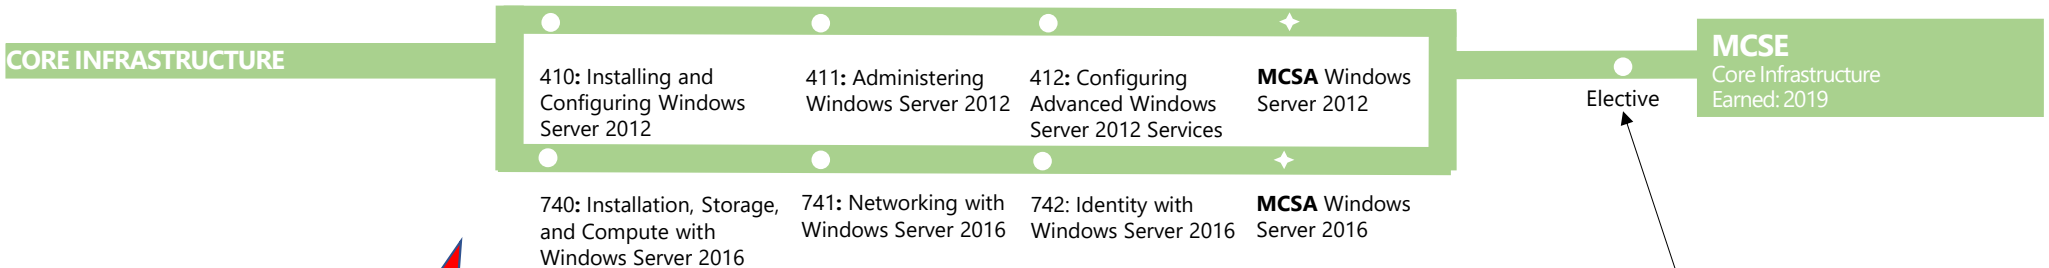 CORE INFRASTRUCTURE
410: Installing and
Configuring Windows
Server 2012
411: Administering
Windows Server 2012
412: Configuring
Advanced Windows
Server 2012 Services
MCSA Windows
Server 2012
740: Installation, Storage,
and Compute with
Windows Server 2016
741: Networking with
Windows Server 2016
742: Identity with
Windows Server 2016
MCSA Windows
Server 2016
Elective
MCSE
Core Infrastructure
Earned: 2019